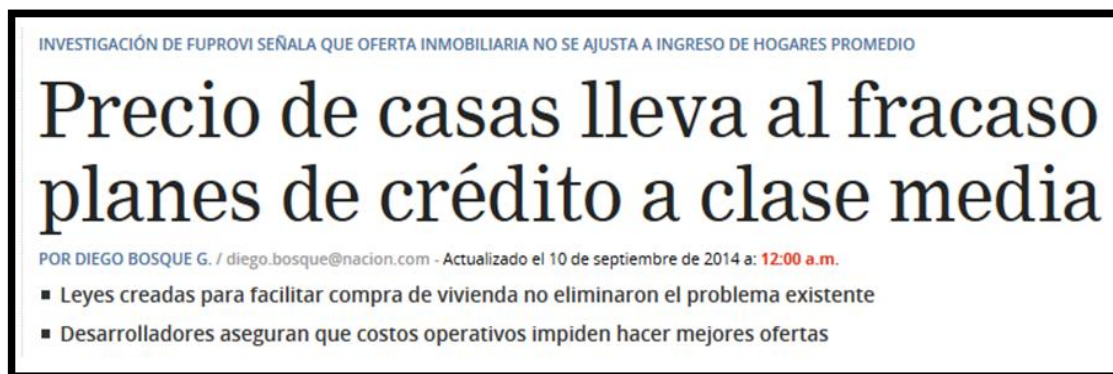 INVESTIGACIÓN DE FUPROVI SEÑALA QUE OFERTA INMOBILIARIA NO SE AJUSTA A INGRESO DE HOGARES PROMEDIO
Precio de casas lleva al fracaso
planes de crédito a clase media
POR DIEGO BOSQUE G. / diego.bosque@nacion.com - Actualizado el 10 de septiembre de 2014 a: 12:00 a.m.
▪ Leyes creadas para facilitar compra de vivienda no eliminaron el problema existente
▪ Desarrolladores aseguran que costos operativos impiden hacer mejores ofertas